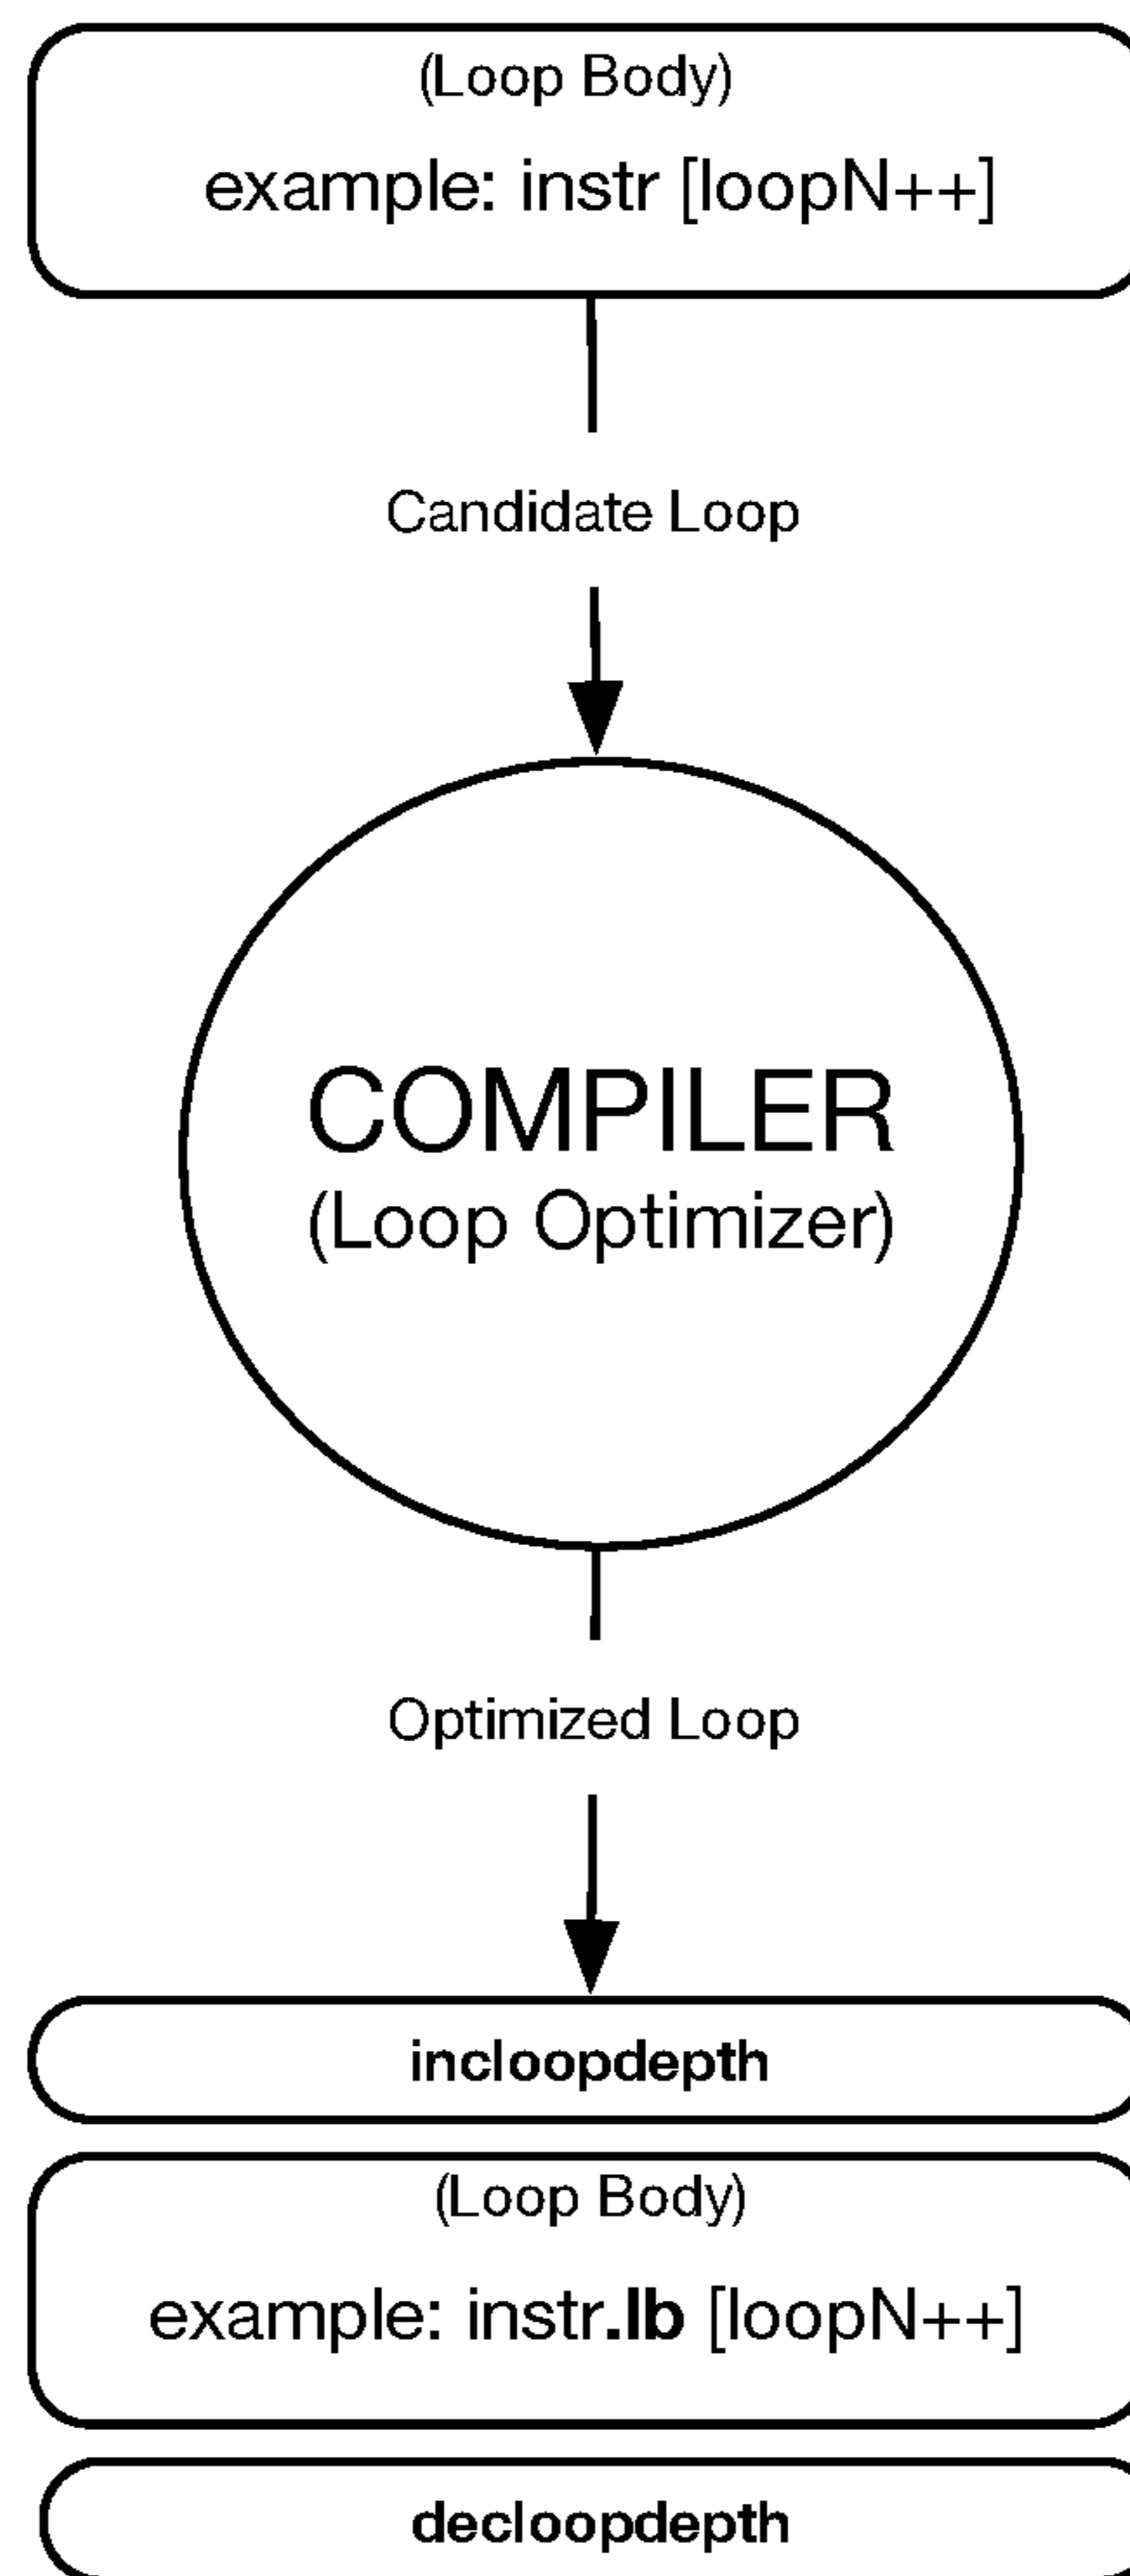 (Loop Body)
example: instr [loopN++]
Candidate Loop
COMPILER
(Loop Optimizer)
Optimized Loop
incloopdepth
(Loop Body)
example: instr.lb [loopN++]
decloopdepth